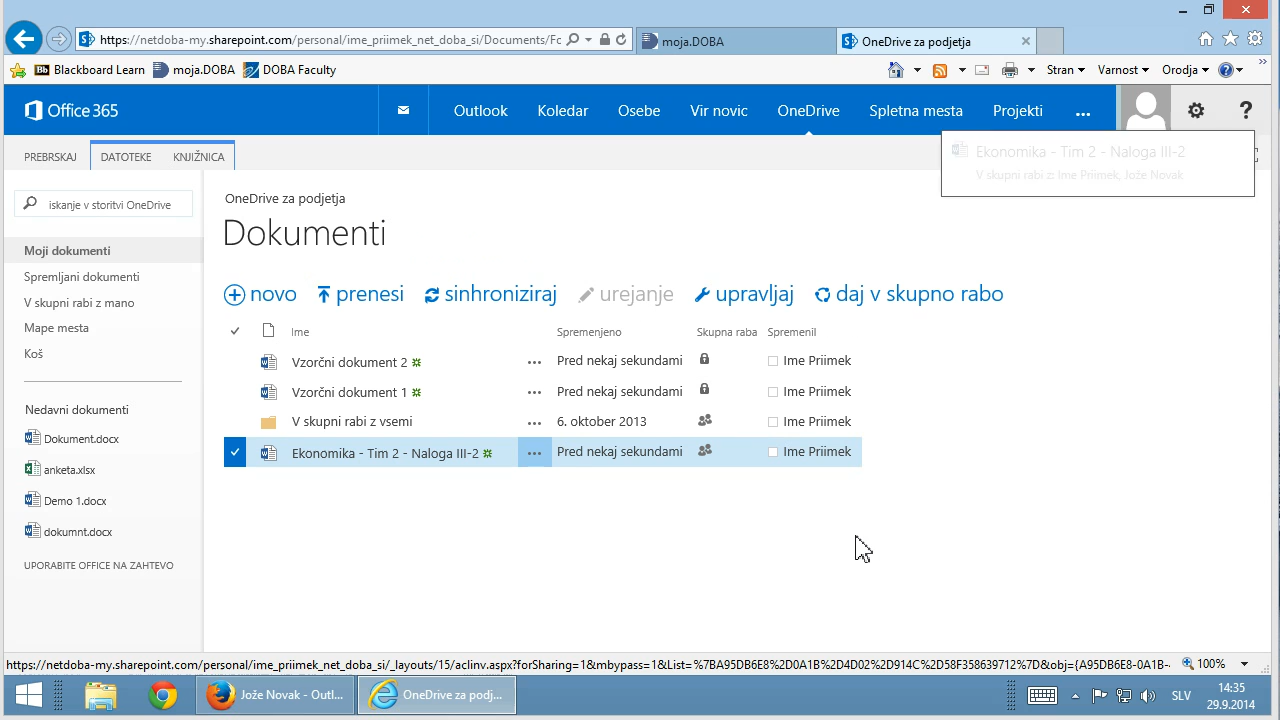 https://netdoba-my.sharepoint.com/personal/ime_priimek_net_doba_si/Documents/Fc
moja.DOBA
OneDrive za podjetja
Blackboard Learn
moja.DOBA
DOBA Faculty
Stran
Varnost
Orodja
Office 365
Outlook
Koledar
Osebe
Vir novic
OneDrive
Spletna mesta
Projekti
...
?
PREBRSKAJ
DATOTEKE
KNJIŽNICA
Ekonomika - Tim 2 - Naloga III-2
V skupni rabi z: Ime Priimek, Jože Novak
iskanje v storitvi OneDrive
Moji dokumenti
Spremljani dokumenti
V skupni rabi z mano
Mape mesta
Koš
Nedavni dokumenti
Dokument.docx
anketa.xlsx
Demo 1.docx
dokumnt.docx
UPORABITE OFFICE NA ZAHTEVO
OneDrive za podjetja
Dokumenti
novo
prenesi
sinhroniziraj
urejanje
upravljaj
daj v skupno rabo
Ime
Spremenjeno
Skupna raba
Spremenil
Vzorčni dokument 2 ... Pred nekaj sekundami Ime Priimek
Vzorčni dokument 1 ... Pred nekaj sekundami Ime Priimek
V skupni rabi z vsemi ... 6. oktober 2013 Ime Priimek
Ekonomika - Tim 2 - Naloga III-2 ... Pred nekaj sekundami Ime Priimek
https://netdoba-my.sharepoint.com/personal/ime_priimek_net_doba_si/_layouts/15/aclinv.aspx?forSharing=1&mbypass=1&List=%7BA95DB6E8%2D0A1B%2D4D02%2D914C%2D58F358639712%7D&obj={A95DB6E8-0A1B-
100%
Jože Novak - Outl...
OneDrive za podj...
SLV
14:35
29.9.2014